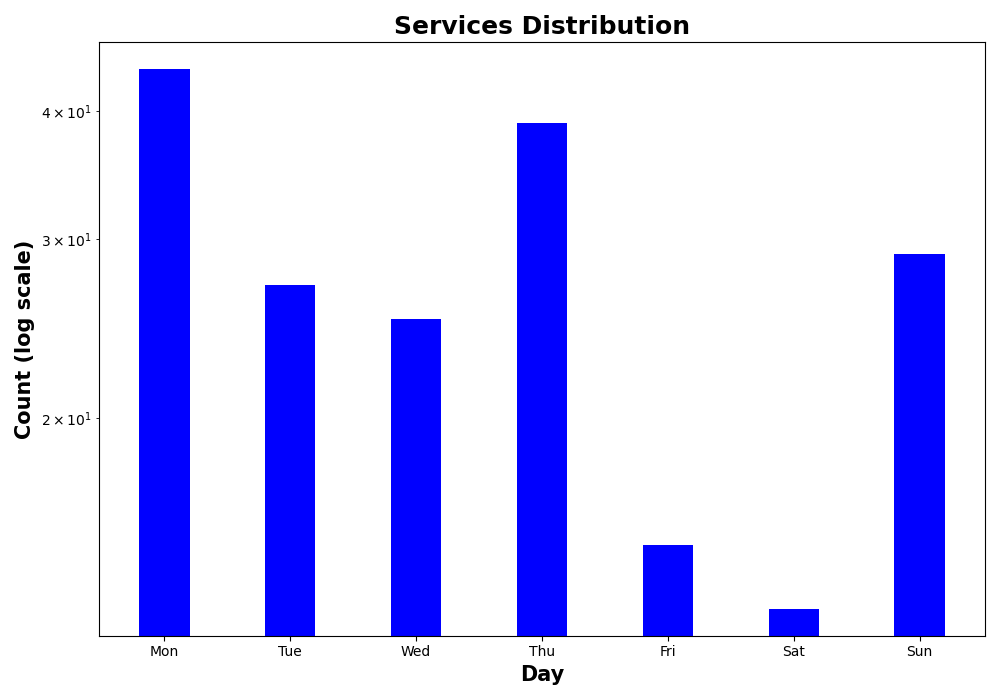 Services Distribution
Count (log scale)
4 × 10¹
3 × 10¹
2 × 10¹
Mon Tue Wed Thu Fri Sat Sun
Day